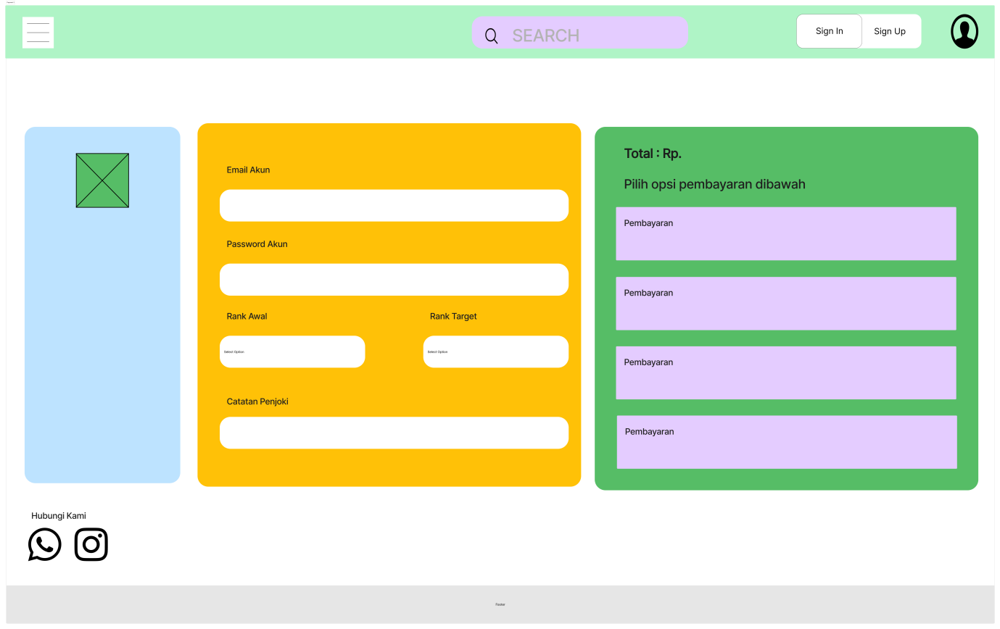 SEARCH
Sign In
Sign Up
Email Akun
Password Akun
Rank Awal
Rank Target
Select Option
Select Option
Catatan Penjoki
Total : Rp.
Pilih opsi pembayaran dibawah
Pembayaran
Pembayaran
Pembayaran
Pembayaran
Hubungi Kami
Footer